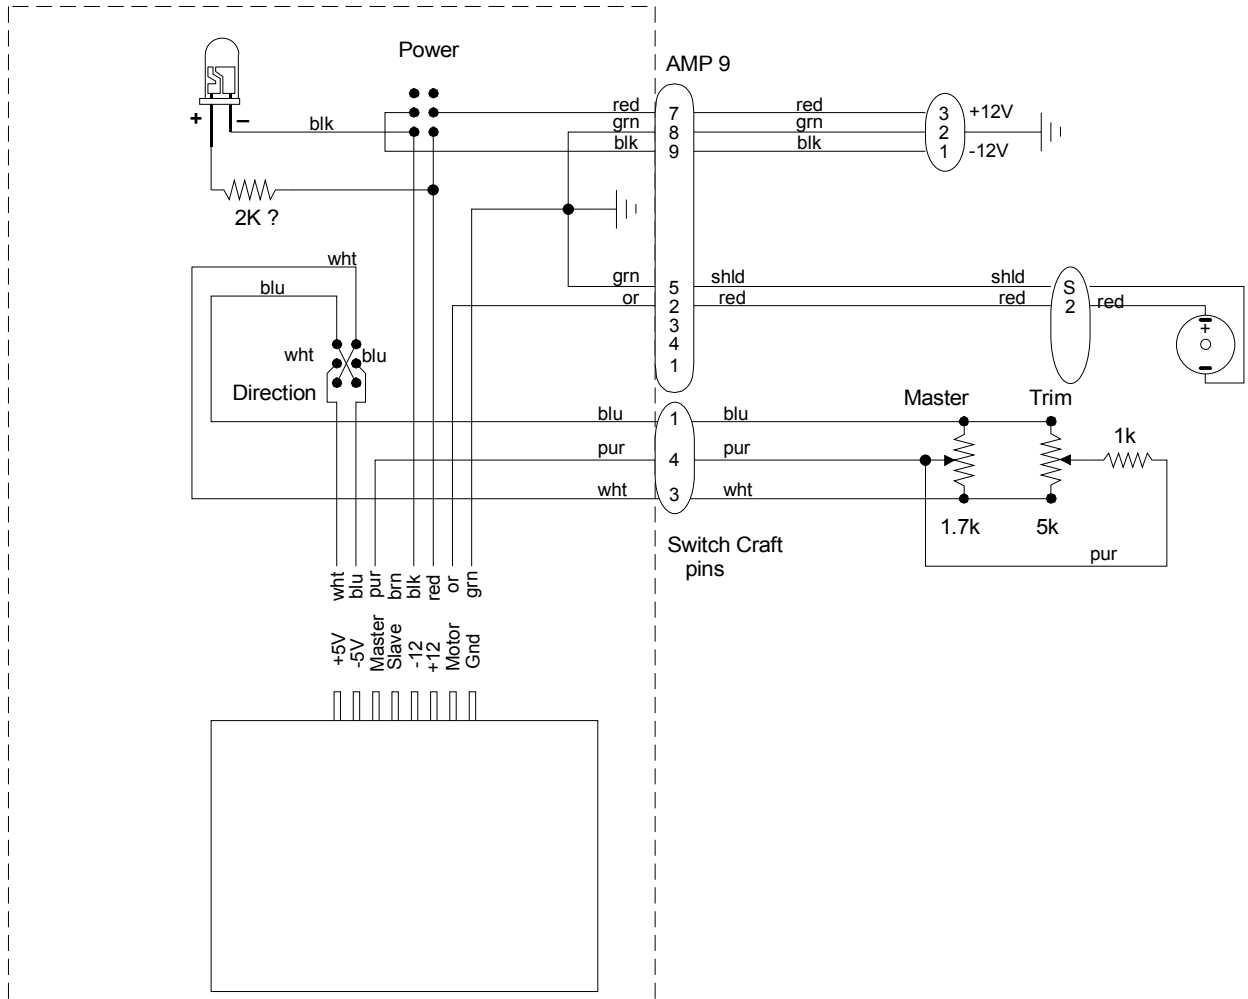 Power
AMP 9
+ –
blk
red
grn
blk
7
8
9
red
grn
blk
3
2
1
+12V
-12V
2K ?
wht
blu
wht
blu
Direction
grn
or
5
2
3
4
1
shld
red
shld
red
S
2
red
+
Master
Trim
blu
pur
wht
1
4
3
blu
pur
wht
1k
1.7k
5k
pur
Switch Craft
pins
wht
blu
pur
brn
blk
red
or
grn
+5V
-5V
Master
Slave
-12
+12
Motor
Gnd